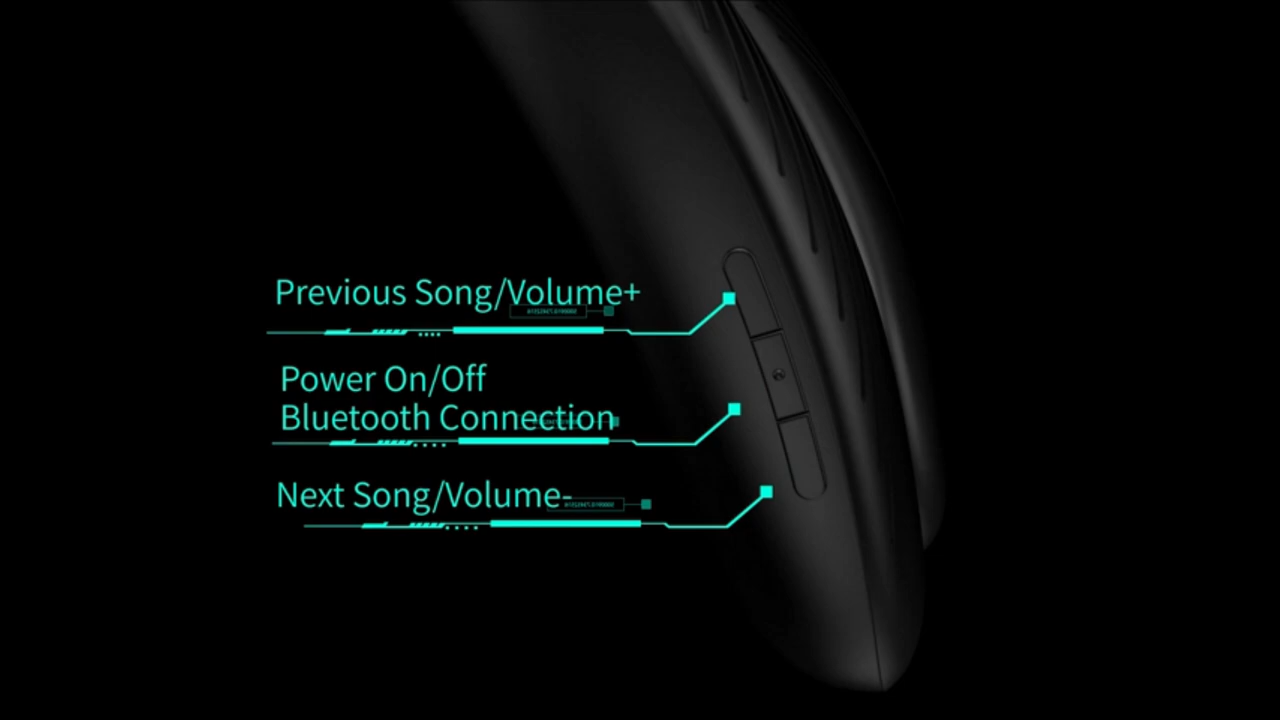 Previous Song/Volume+
Power On/Off
Bluetooth Connection
Next Song/Volume-